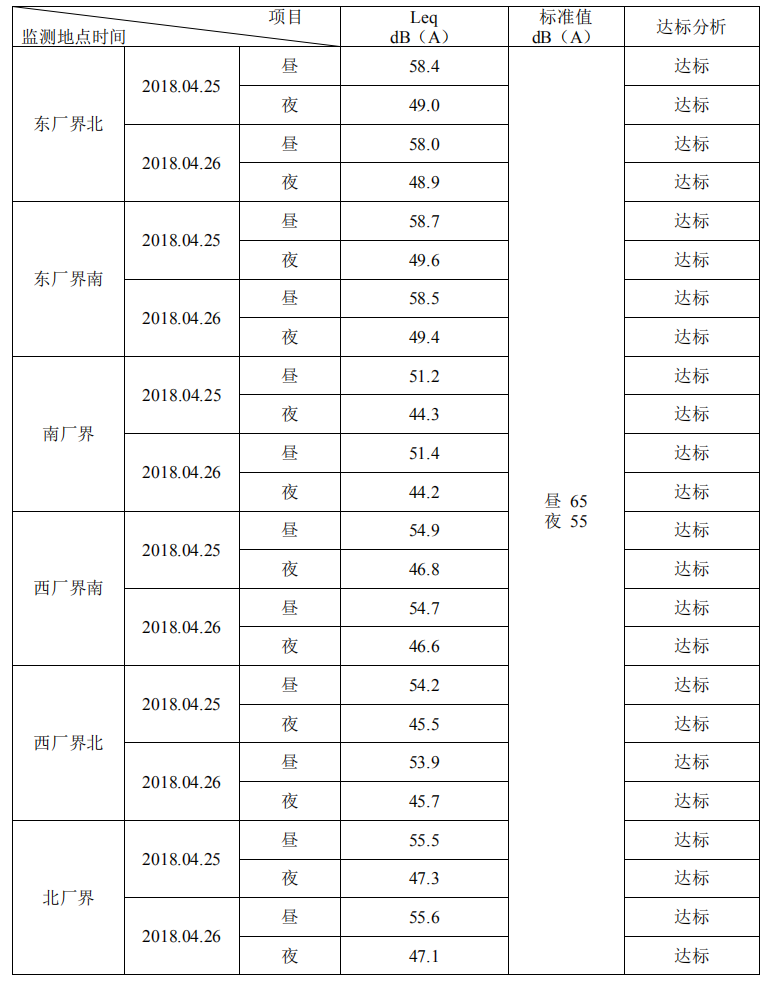 项目 Leq 标准值 达标分析
监测地点时间 dB（A） dB（A）
东厂界北 2018.04.25 昼 58.4 达标
夜 49.0 达标
2018.04.26 昼 58.0 达标
夜 48.9 达标
东厂界南 2018.04.25 昼 58.7 达标
夜 49.6 达标
2018.04.26 昼 58.5 达标
夜 49.4 达标
南厂界 2018.04.25 昼 51.2 达标
夜 44.3 达标
2018.04.26 昼 51.4 达标
夜 44.2 达标
昼 65
夜 55
西厂界南 2018.04.25 昼 54.9 达标
夜 46.8 达标
2018.04.26 昼 54.7 达标
夜 46.6 达标
西厂界北 2018.04.25 昼 54.2 达标
夜 45.5 达标
2018.04.26 昼 53.9 达标
夜 45.7 达标
北厂界 2018.04.25 昼 55.5 达标
夜 47.3 达标
2018.04.26 昼 55.6 达标
夜 47.1 达标